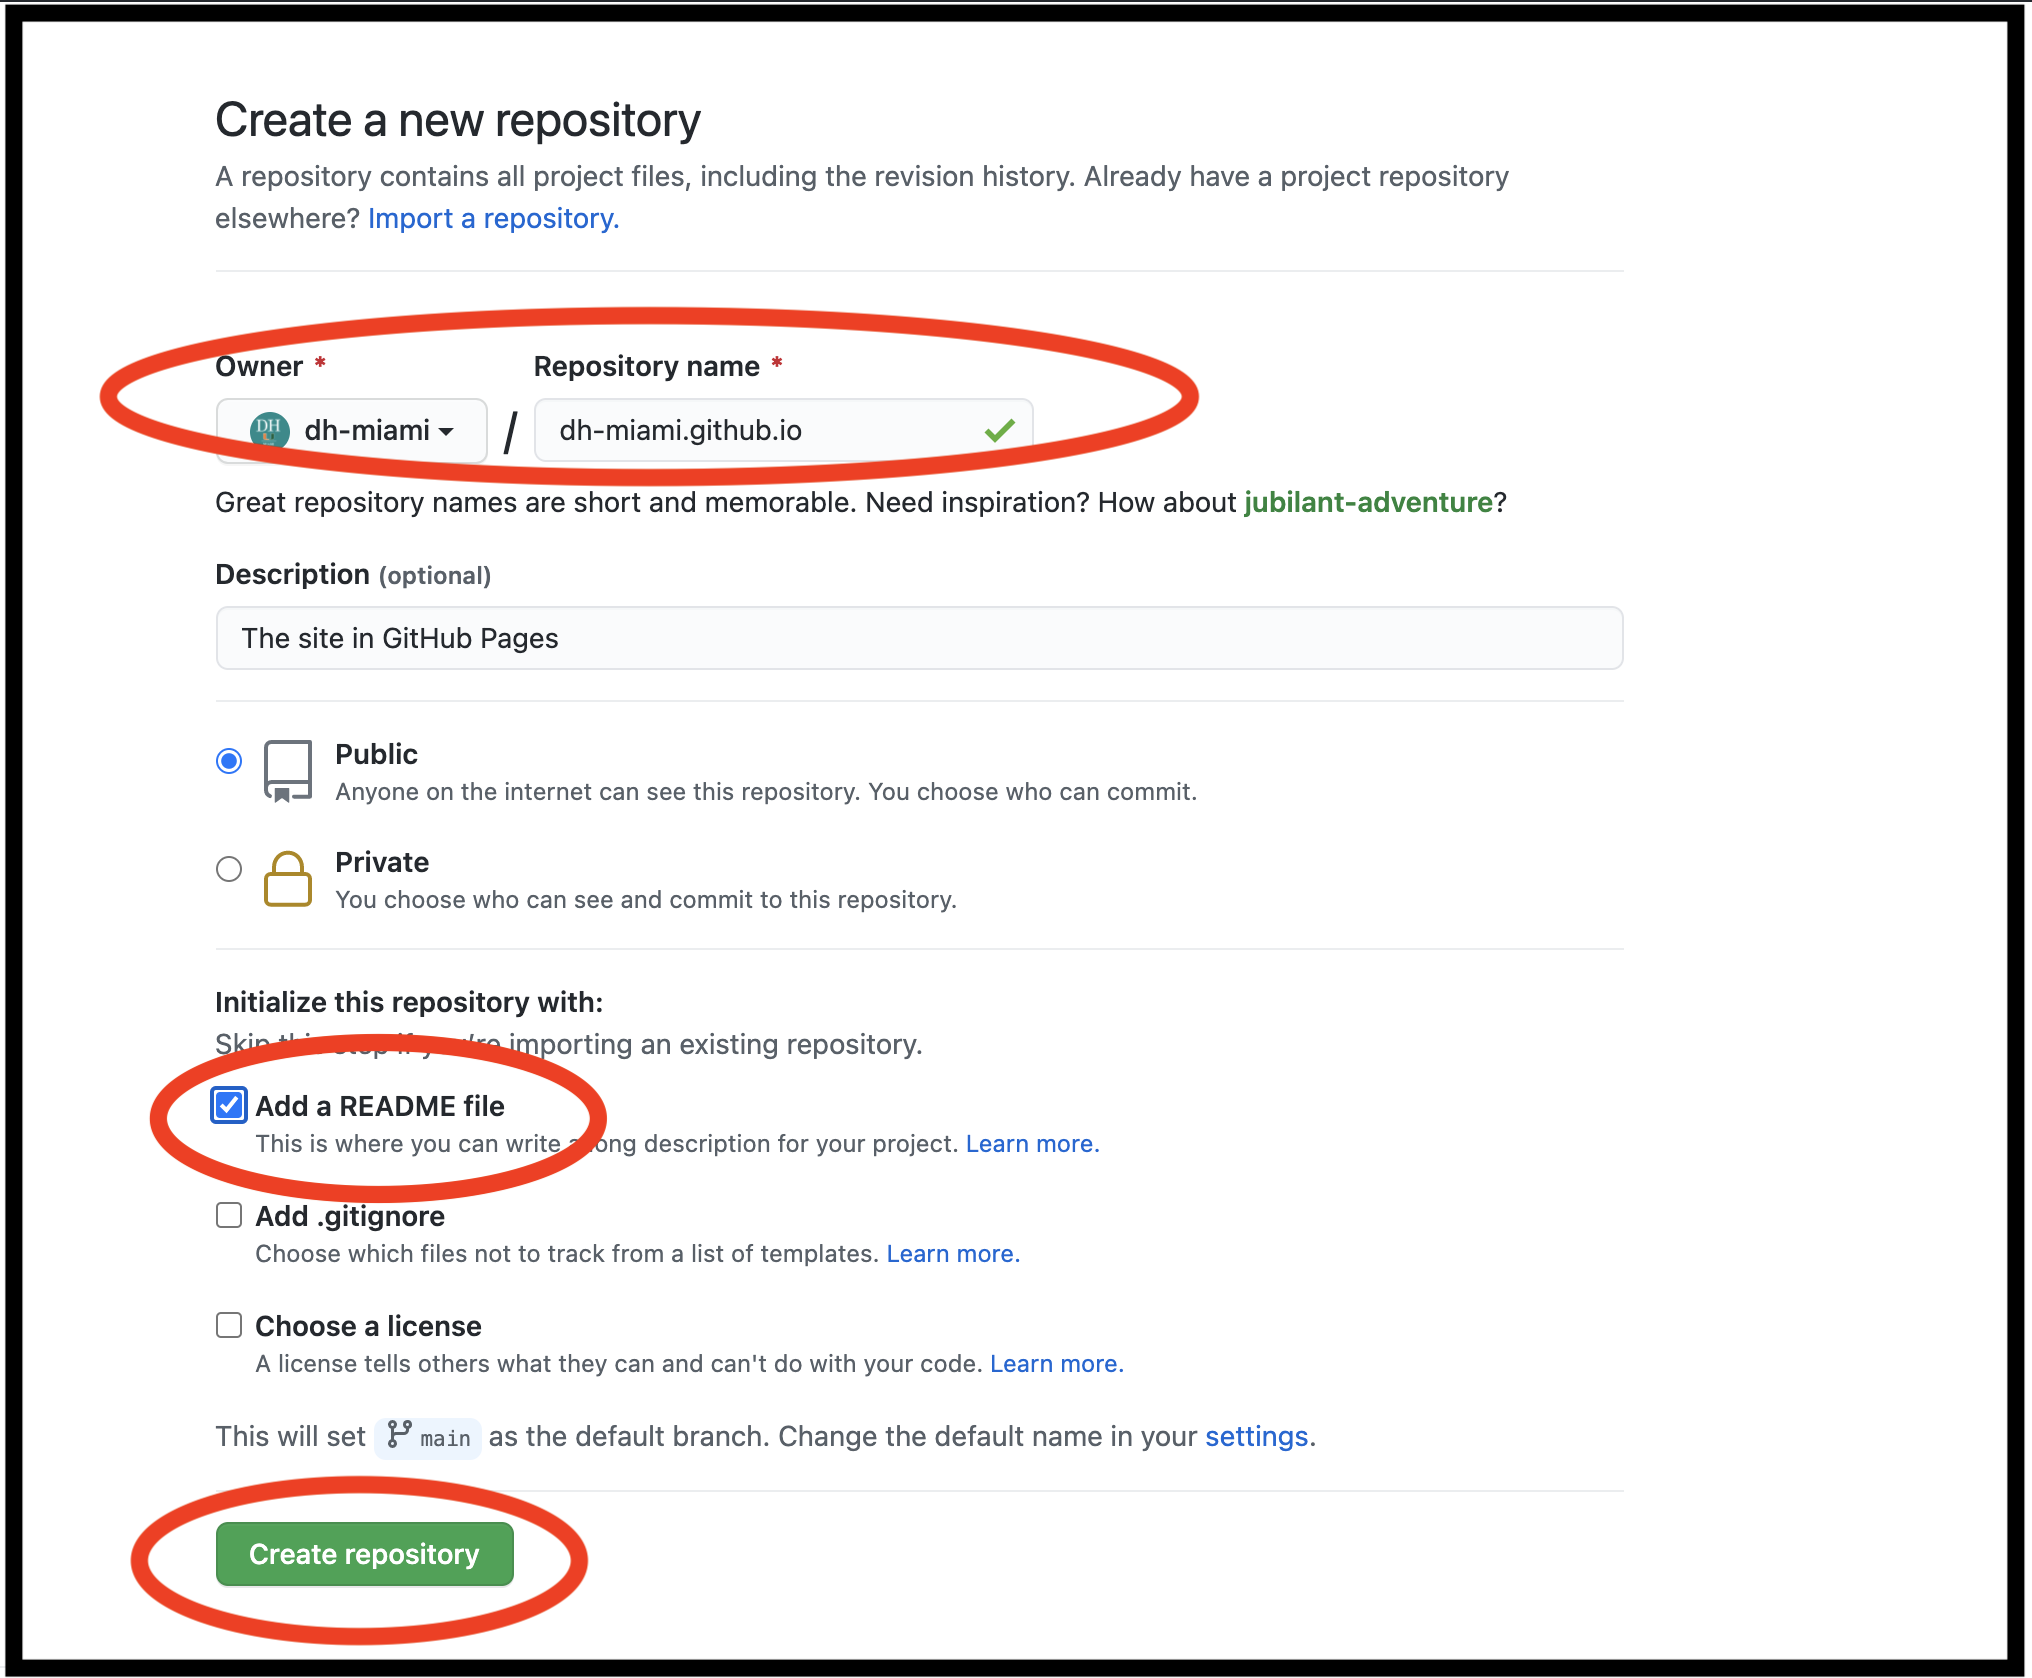 Create a new repository
A repository contains all project files, including the revision history. Already have a project repository
elsewhere? Import a repository.
Owner * Repository name *
DH dh-miami / dh-miami.github.io
Great repository names are short and memorable. Need inspiration? How about jubilant-adventure?
Description (optional)
The site in GitHub Pages
Public
Anyone on the internet can see this repository. You choose who can commit.
Private
You choose who can see and commit to this repository.
Initialize this repository with:
Skip this step if you're importing an existing repository.
Add a README file
This is where you can write a long description for your project. Learn more.
Add .gitignore
Choose which files not to track from a list of templates. Learn more.
Choose a license
A license tells others what they can and can't do with your code. Learn more.
This will set main as the default branch. Change the default name in your settings.
Create repository